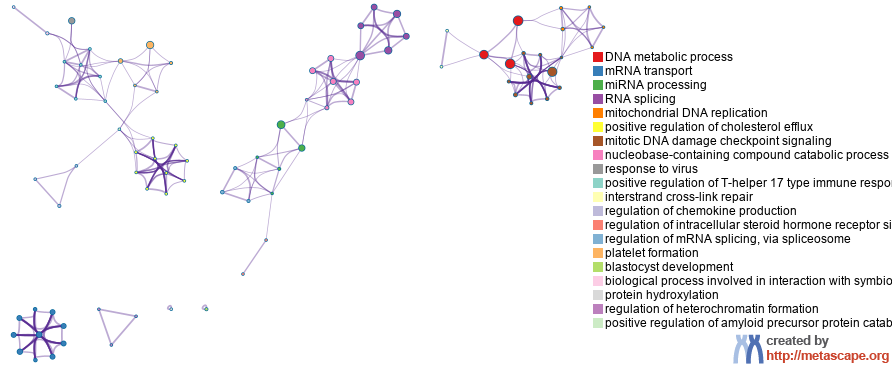 DNA metabolic process
mRNA transport
miRNA processing
RNA splicing
mitochondrial DNA replication
positive regulation of cholesterol efflux
mitotic DNA damage checkpoint signaling
nucleobase-containing compound catabolic process
response to virus
positive regulation of T-helper 17 type immune respo
interstrand cross-link repair
regulation of chemokine production
regulation of intracellular steroid hormone receptor si
regulation of mRNA splicing, via spliceosome
platelet formation
blastocyst development
biological process involved in interaction with symbio
protein hydroxylation
regulation of heterochromatin formation
positive regulation of amyloid precursor protein catab
created by
http://metascape.org